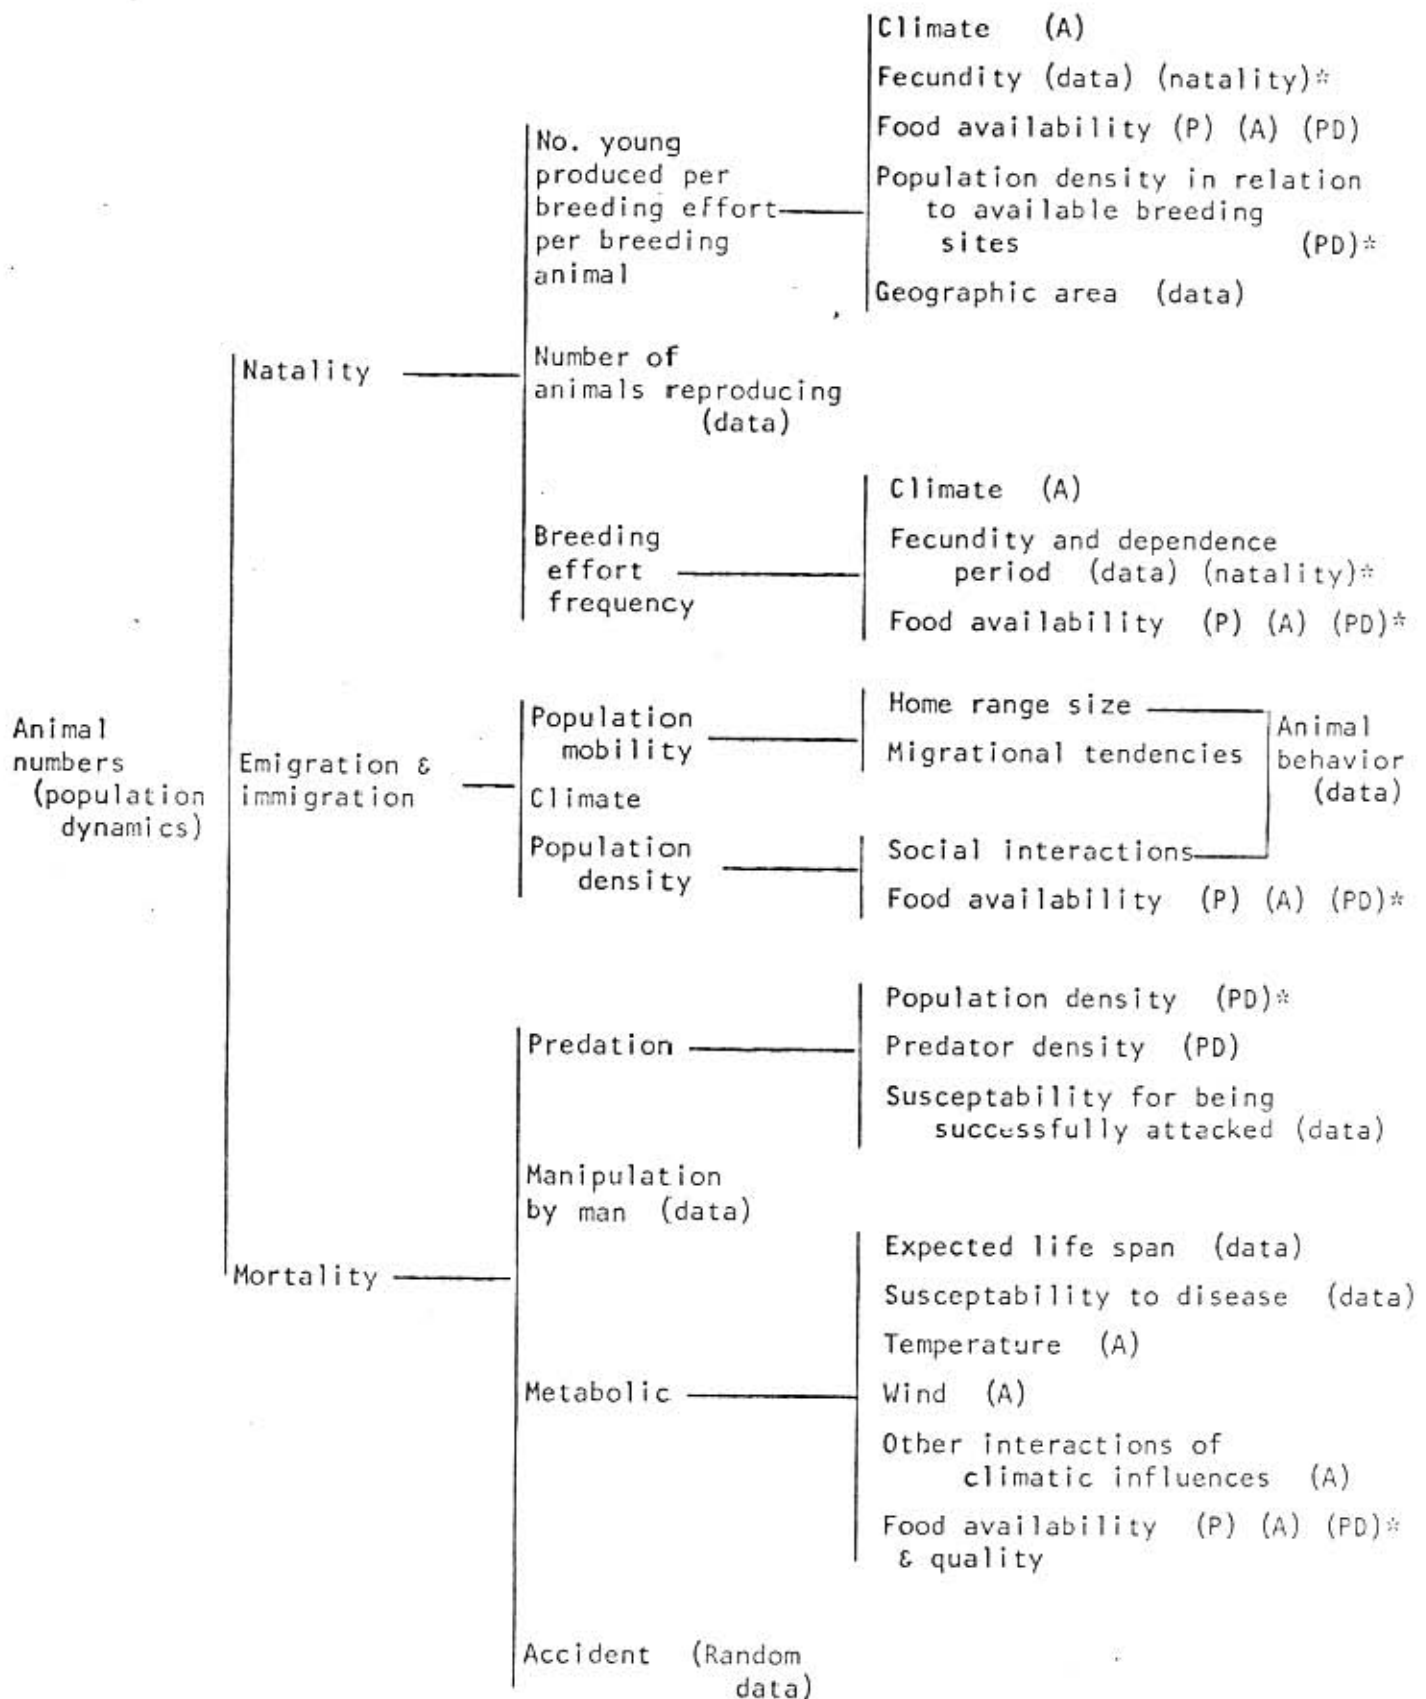 Climate (A)
Fecundity (data) (natality)*
Food availability (P) (A) (PD)
Population density in relation
to available breeding
sites (PD)*
Geographic area (data)
No. young
produced per
breeding effort
per breeding
animal
Natality
Number of
animals reproducing
(data)
Breeding
effort
frequency
Climate (A)
Fecundity and dependence
period (data) (natality)*
Food availability (P) (A) (PD)*
Animal
numbers
(population
dynamics)
Emigration &
immigration
Population
mobility
Climate
Population
density
Home range size
Migrational tendencies
Animal
behavior
(data)
Social interactions
Food availability (P) (A) (PD)*
Mortality
Predation
Population density (PD)*
Predator density (PD)
Susceptability for being
successfully attacked (data)
Manipulation
by man (data)
Metabolic
Expected life span (data)
Susceptability to disease (data)
Temperature (A)
Wind (A)
Other interactions of
climatic influences (A)
Food availability (P) (A) (PD)*
& quality
Accident (Random
data)